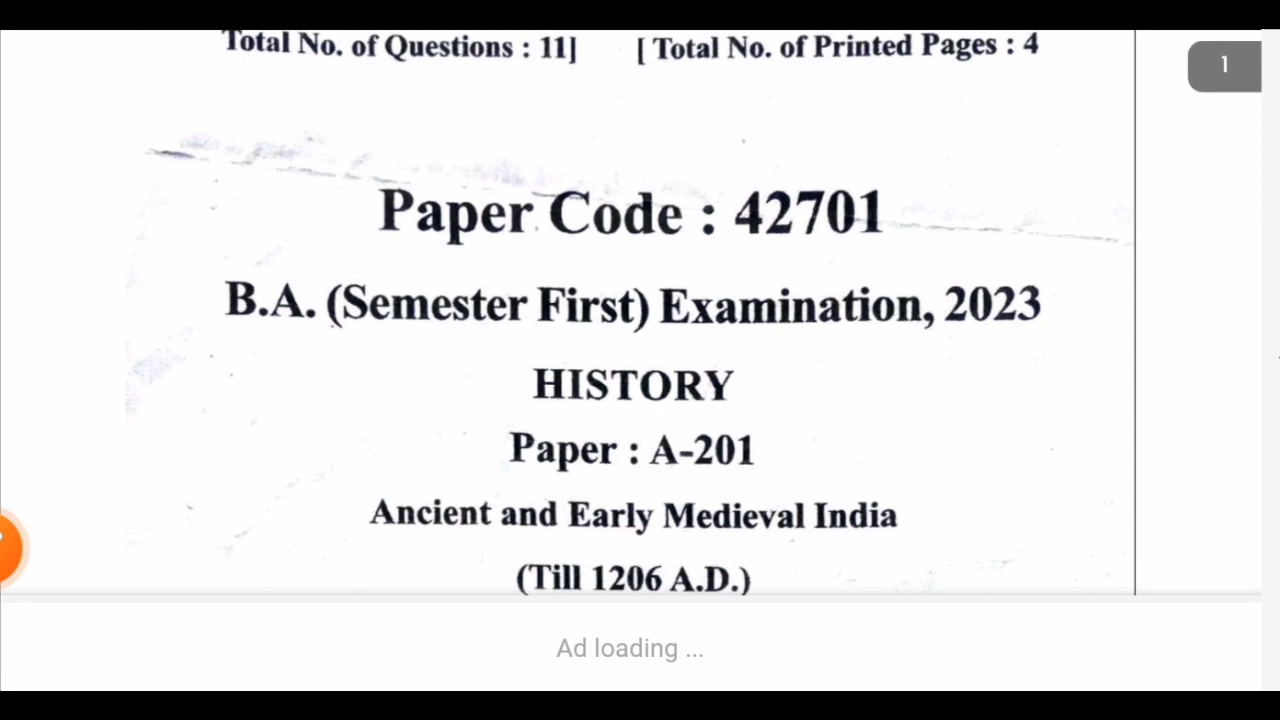 Total No. of Questions : 11] [ Total No. of Printed Pages : 4
1
Paper Code : 42701
B.A. (Semester First) Examination, 2023
HISTORY
Paper : A-201
Ancient and Early Medieval India
(Till 1206 A.D.)
Ad loading ...